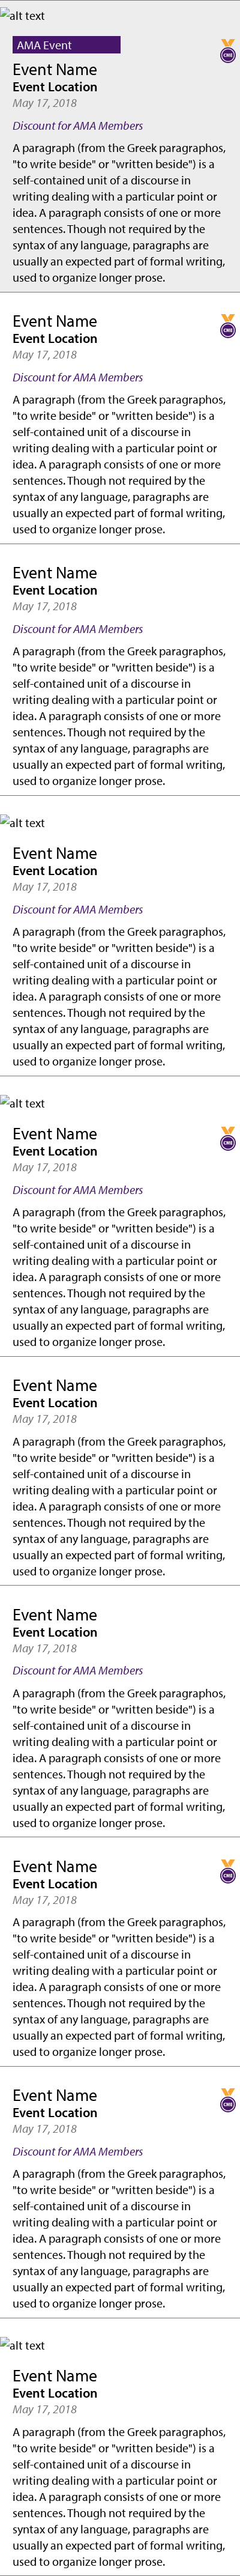 alt text
AMA Event
CME
Event Name
Event Location
May 17, 2018
Discount for AMA Members
A paragraph (from the Greek paragraphos,
"to write beside" or "written beside") is a
self-contained unit of a discourse in
writing dealing with a particular point or
idea. A paragraph consists of one or more
sentences. Though not required by the
syntax of any language, paragraphs are
usually an expected part of formal writing,
used to organize longer prose.
Event Name
CME
Event Location
May 17, 2018
Discount for AMA Members
A paragraph (from the Greek paragraphos,
"to write beside" or "written beside") is a
self-contained unit of a discourse in
writing dealing with a particular point or
idea. A paragraph consists of one or more
sentences. Though not required by the
syntax of any language, paragraphs are
usually an expected part of formal writing,
used to organize longer prose.
Event Name
Event Location
May 17, 2018
Discount for AMA Members
A paragraph (from the Greek paragraphos,
"to write beside" or "written beside") is a
self-contained unit of a discourse in
writing dealing with a particular point or
idea. A paragraph consists of one or more
sentences. Though not required by the
syntax of any language, paragraphs are
usually an expected part of formal writing,
used to organize longer prose.
alt text
Event Name
Event Location
May 17, 2018
Discount for AMA Members
A paragraph (from the Greek paragraphos,
"to write beside" or "written beside") is a
self-contained unit of a discourse in
writing dealing with a particular point or
idea. A paragraph consists of one or more
sentences. Though not required by the
syntax of any language, paragraphs are
usually an expected part of formal writing,
used to organize longer prose.
alt text
Event Name
CME
Event Location
May 17, 2018
Discount for AMA Members
A paragraph (from the Greek paragraphos,
"to write beside" or "written beside") is a
self-contained unit of a discourse in
writing dealing with a particular point or
idea. A paragraph consists of one or more
sentences. Though not required by the
syntax of any language, paragraphs are
usually an expected part of formal writing,
used to organize longer prose.
Event Name
Event Location
May 17, 2018
A paragraph (from the Greek paragraphos,
"to write beside" or "written beside") is a
self-contained unit of a discourse in
writing dealing with a particular point or
idea. A paragraph consists of one or more
sentences. Though not required by the
syntax of any language, paragraphs are
usually an expected part of formal writing,
used to organize longer prose.
Event Name
Event Location
May 17, 2018
Discount for AMA Members
A paragraph (from the Greek paragraphos,
"to write beside" or "written beside") is a
self-contained unit of a discourse in
writing dealing with a particular point or
idea. A paragraph consists of one or more
sentences. Though not required by the
syntax of any language, paragraphs are
usually an expected part of formal writing,
used to organize longer prose.
Event Name
CME
Event Location
May 17, 2018
A paragraph (from the Greek paragraphos,
"to write beside" or "written beside") is a
self-contained unit of a discourse in
writing dealing with a particular point or
idea. A paragraph consists of one or more
sentences. Though not required by the
syntax of any language, paragraphs are
usually an expected part of formal writing,
used to organize longer prose.
Event Name
CME
Event Location
May 17, 2018
Discount for AMA Members
A paragraph (from the Greek paragraphos,
"to write beside" or "written beside") is a
self-contained unit of a discourse in
writing dealing with a particular point or
idea. A paragraph consists of one or more
sentences. Though not required by the
syntax of any language, paragraphs are
usually an expected part of formal writing,
used to organize longer prose.
alt text
Event Name
Event Location
May 17, 2018
A paragraph (from the Greek paragraphos,
"to write beside" or "written beside") is a
self-contained unit of a discourse in
writing dealing with a particular point or
idea. A paragraph consists of one or more
sentences. Though not required by the
syntax of any language, paragraphs are
usually an expected part of formal writing,
used to organize longer prose.